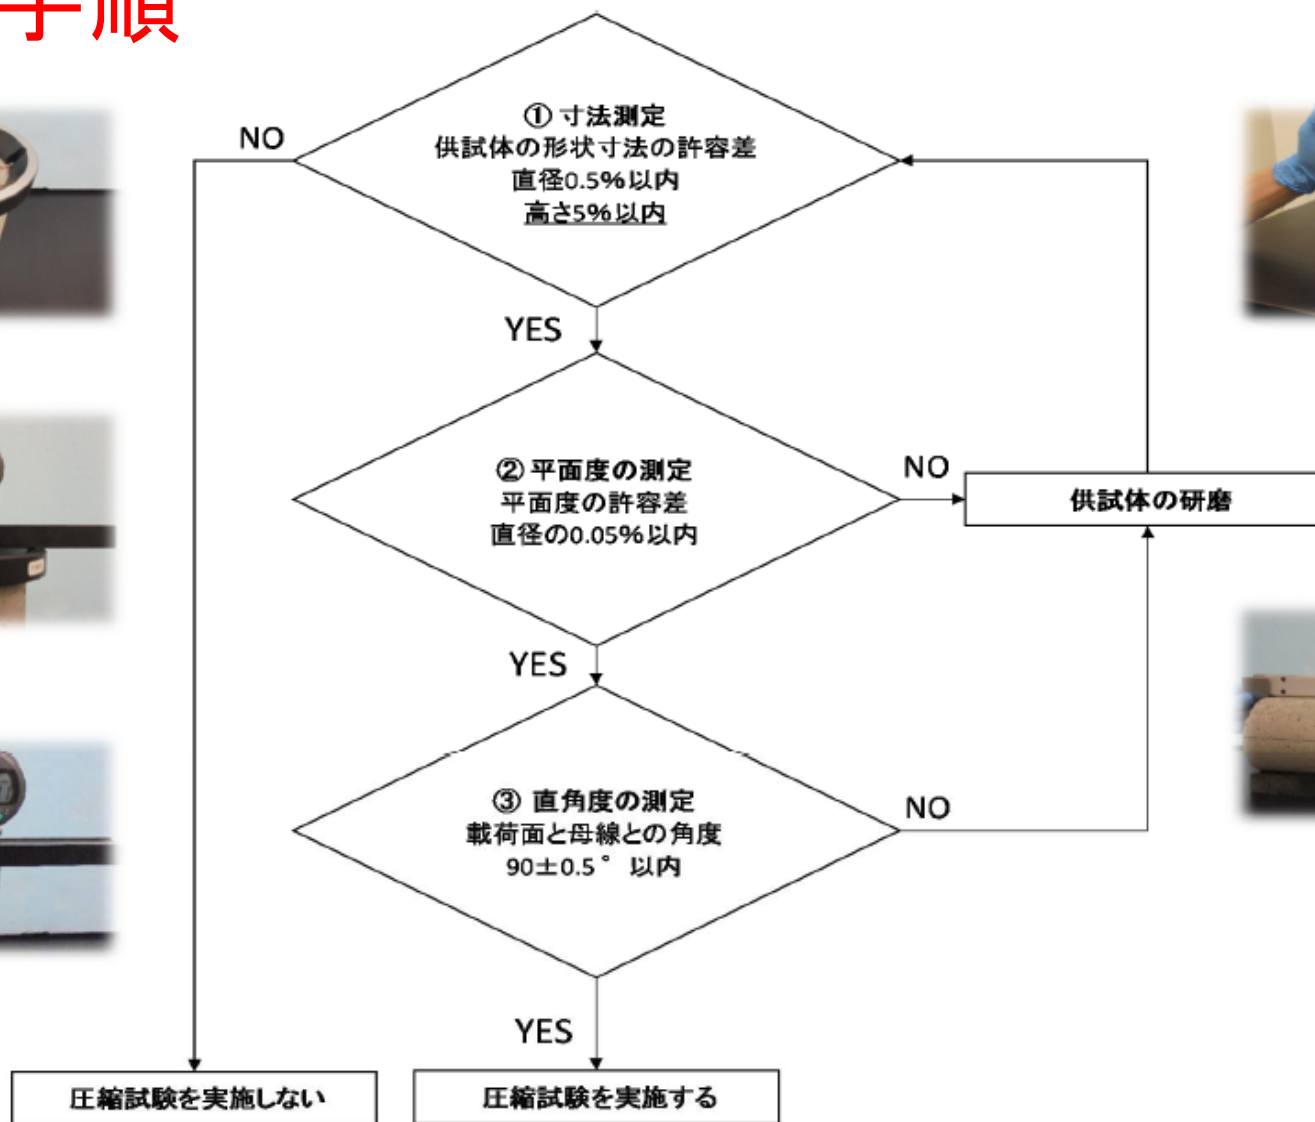 手順
NO
① 寸法測定
供試体の形状寸法の許容差
直径0.5%以内
高さ5%以内
YES
② 平面度の測定
平面度の許容差
直径の0.05%以内
NO
供試体の研磨
YES
③ 直角度の測定
載荷面と母線との角度
90±0.5° 以内
NO
YES
圧縮試験を実施しない
圧縮試験を実施する